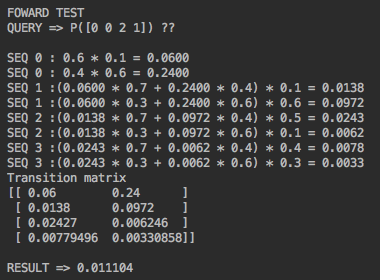 FOWARD TEST
QUERY => P([0 0 2 1]) ??
SEQ 0 : 0.6 * 0.1 = 0.0600
SEQ 0 : 0.4 * 0.6 = 0.2400
SEQ 1 :(0.0600 * 0.7 + 0.2400 * 0.4) * 0.1 = 0.0138
SEQ 1 :(0.0600 * 0.3 + 0.2400 * 0.6) * 0.6 = 0.0972
SEQ 2 :(0.0138 * 0.7 + 0.0972 * 0.4) * 0.5 = 0.0243
SEQ 2 :(0.0138 * 0.3 + 0.0972 * 0.6) * 0.1 = 0.0062
SEQ 3 :(0.0243 * 0.7 + 0.0062 * 0.4) * 0.4 = 0.0078
SEQ 3 :(0.0243 * 0.3 + 0.0062 * 0.6) * 0.3 = 0.0033
Transition matrix
[[ 0.06 0.24 ]
[ 0.0138 0.0972 ]
[ 0.02427 0.006246 ]
[ 0.00779496 0.00330858]]
RESULT => 0.011104